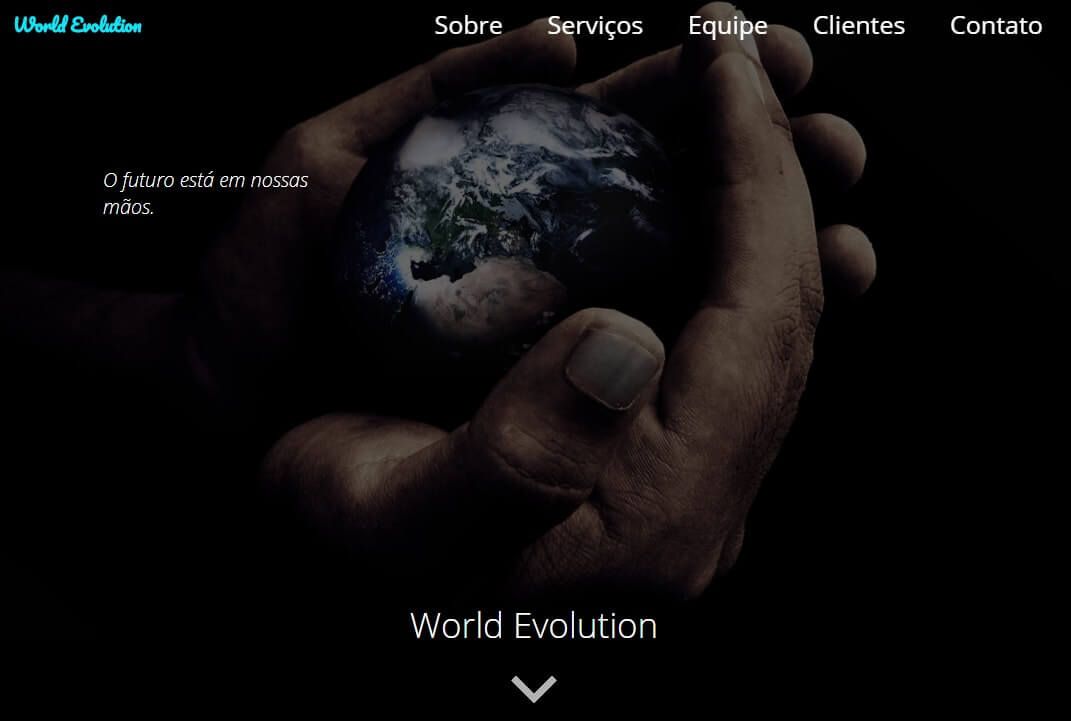 World Evolution
Sobre Serviços Equipe Clientes Contato
O futuro está em nossas
mãos.
World Evolution